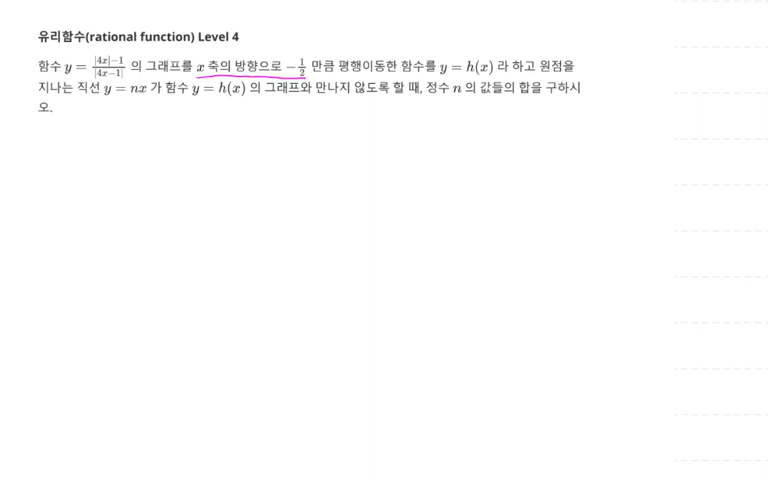 유리함수(rational function) Level 4
함수 $y = \frac{|4x|-1}{|4x-1|}$ 의 그래프를 $x$ 축의 방향으로 $-\frac{1}{2}$ 만큼 평행이동한 함수를 $y = h(x)$ 라 하고 원점을
지나는 직선 $y = nx$ 가 함수 $y = h(x)$ 의 그래프와 만나지 않도록 할 때, 정수 $n$ 의 값들의 합을 구하시
오.